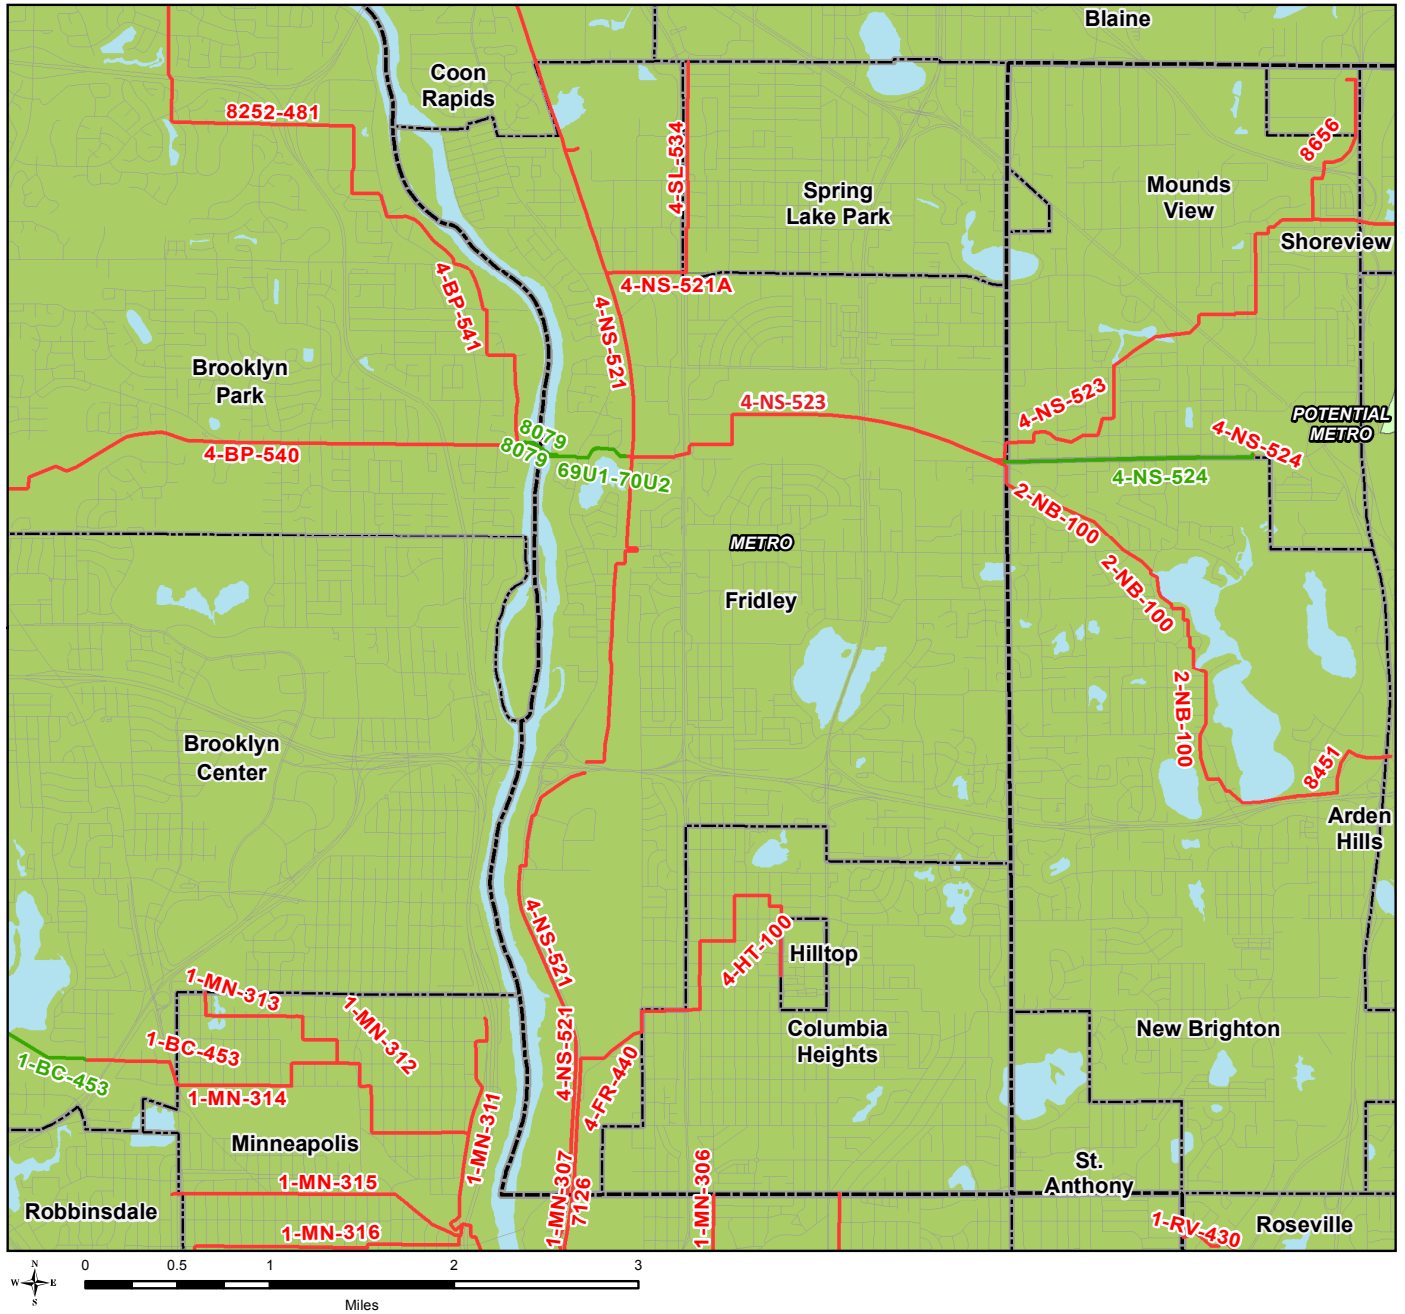 Blaine
Coon
Rapids
8252-481
4-SL-534
8656
Spring
Lake Park
Mounds
View
Shoreview
4-BP-541
4-NS-521A
4-NS-521
Brooklyn
Park
4-NS-523
4-NS-523
POTENTIAL
METRO
8079
8079
4-BP-540
69U1-70U2
4-NS-524
4-NS-524
2-NB-100
METRO
2-NB-100
Fridley
2-NB-100
Brooklyn
Center
8451
Arden
Hills
4-NS-521
4-HT-100
Hilltop
1-MN-313
1-MN-312
1-BC-453
1-BC-453
4-NS-521
Columbia
Heights
New Brighton
1-MN-314
4-FR-440
1-MN-311
Minneapolis
1-MN-315
1-MN-307
7126
1-MN-306
St.
Anthony
Robbinsdale
1-MN-316
1-RV-430
Roseville
N
W E
S
0 0.5 1 2 3
Miles